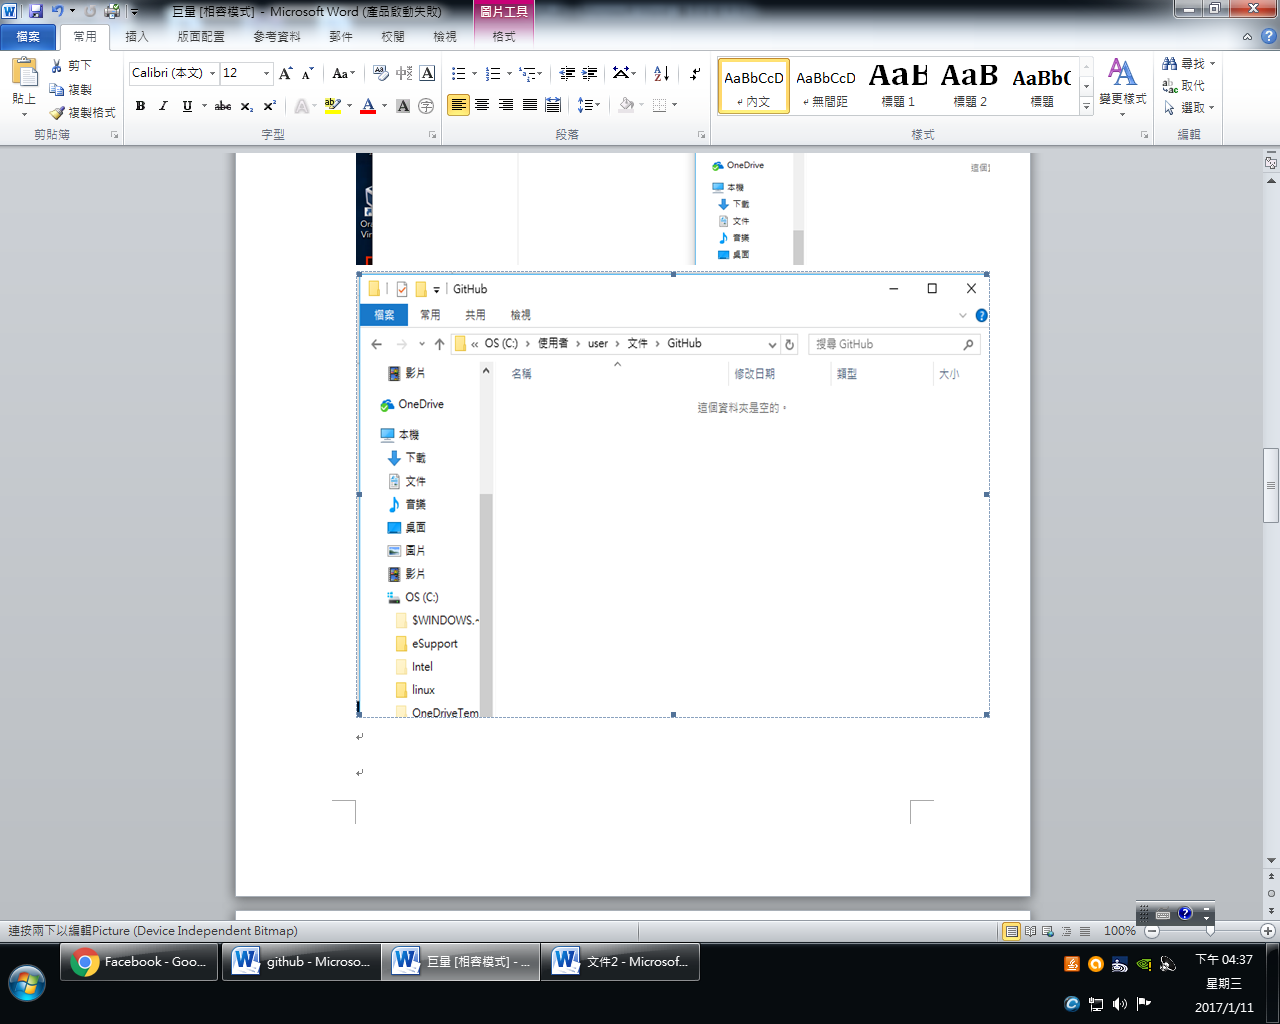 巨量 [相容模式] - Microsoft Word (產品啟動失敗)
圖片工具
檔案 常用 插入 版面配置 參考資料 郵件 校閱 檢視 格式
貼上
剪下
複製
複製格式
剪貼簿
Calibri (本文) 12
字型
段落
AaBbCcD
內文
AaBbCcD
無間距
AaB
標題 1
AaB
標題 2
AaBbC
標題
變更樣式
樣式
尋找
取代
選取
編輯
OneDrive
這個
本機
下載
文件
音樂
桌面
GitHub
檔案 常用 共用 檢視
« OS (C:) › 使用者 › user › 文件 › GitHub
搜尋 GitHub
名稱 修改日期 類型 大小
這個資料夾是空的。
影片
OneDrive
本機
下載
文件
音樂
桌面
圖片
影片
OS (C:)
$WINDOWS.~
eSupport
Intel
linux
OneDriveTem
連按兩下以編輯Picture (Device Independent Bitmap)
100%
Facebook - Goo...
github - Microso...
巨量 [相容模式] - ...
文件2 - Microsof...
下午 04:37
星期三
2017/1/11